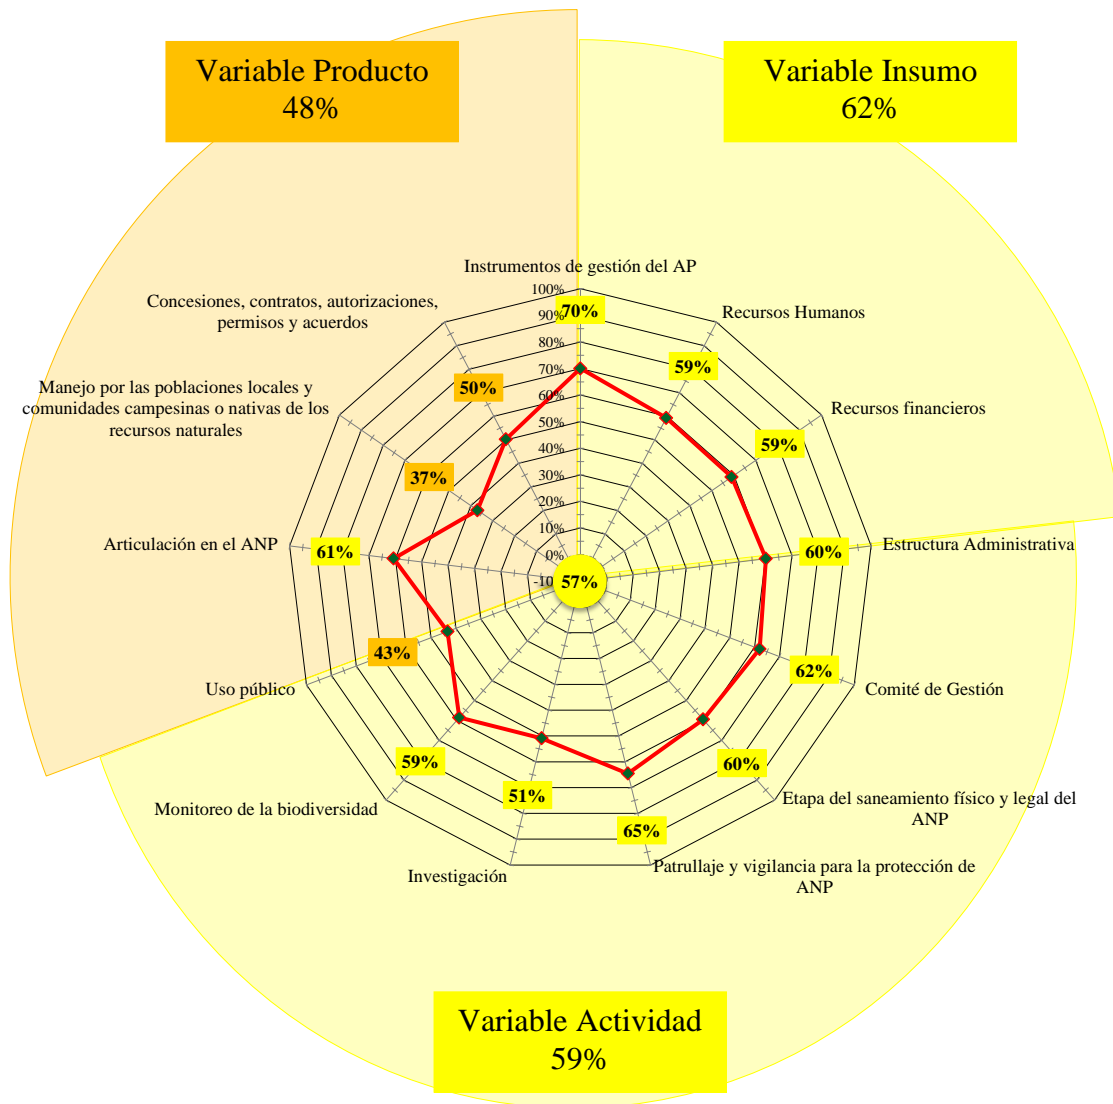 Variable Producto
48%
Variable Insumo
62%
Instrumentos de gestión del AP
Concesiones, contratos, autorizaciones,
permisos y acuerdos
Recursos Humanos
Manejo por las poblaciones locales y
comunidades campesinas o nativas de los
recursos naturales
Recursos financieros
Articulación en el ANP
Estructura Administrativa
Uso público
Comité de Gestión
Monitoreo de la biodiversidad
Etapa del saneamiento físico y legal del
ANP
Investigación
Patrullaje y vigilancia para la protección de
ANP
100%
90%
80%
70%
60%
50%
40%
30%
20%
10%
0%
-10
70%
59%
59%
60%
62%
60%
65%
51%
59%
43%
61%
37%
50%
57%
Variable Actividad
59%